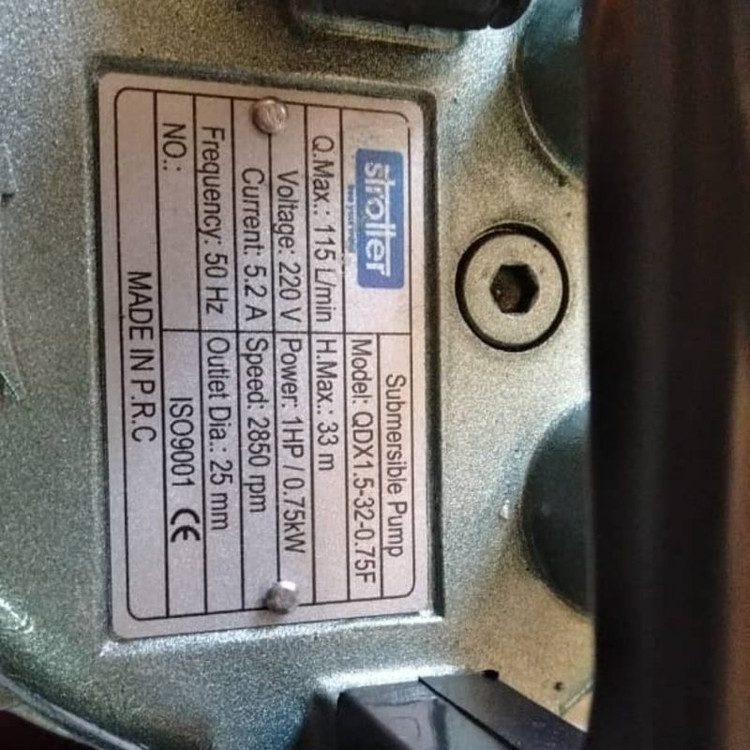 stroller
Submersible Pump
Model: QDX1.5-32-0.75F
Q.Max.: 115 L/min H.Max.: 33 m
Voltage: 220 V Power: 1HP / 0.75kW
Current: 5.2 A Speed: 2850 rpm
Frequency: 50 Hz Outlet Dia.: 25 mm
NO.: ISO9001 CE
MADE IN P.R.C